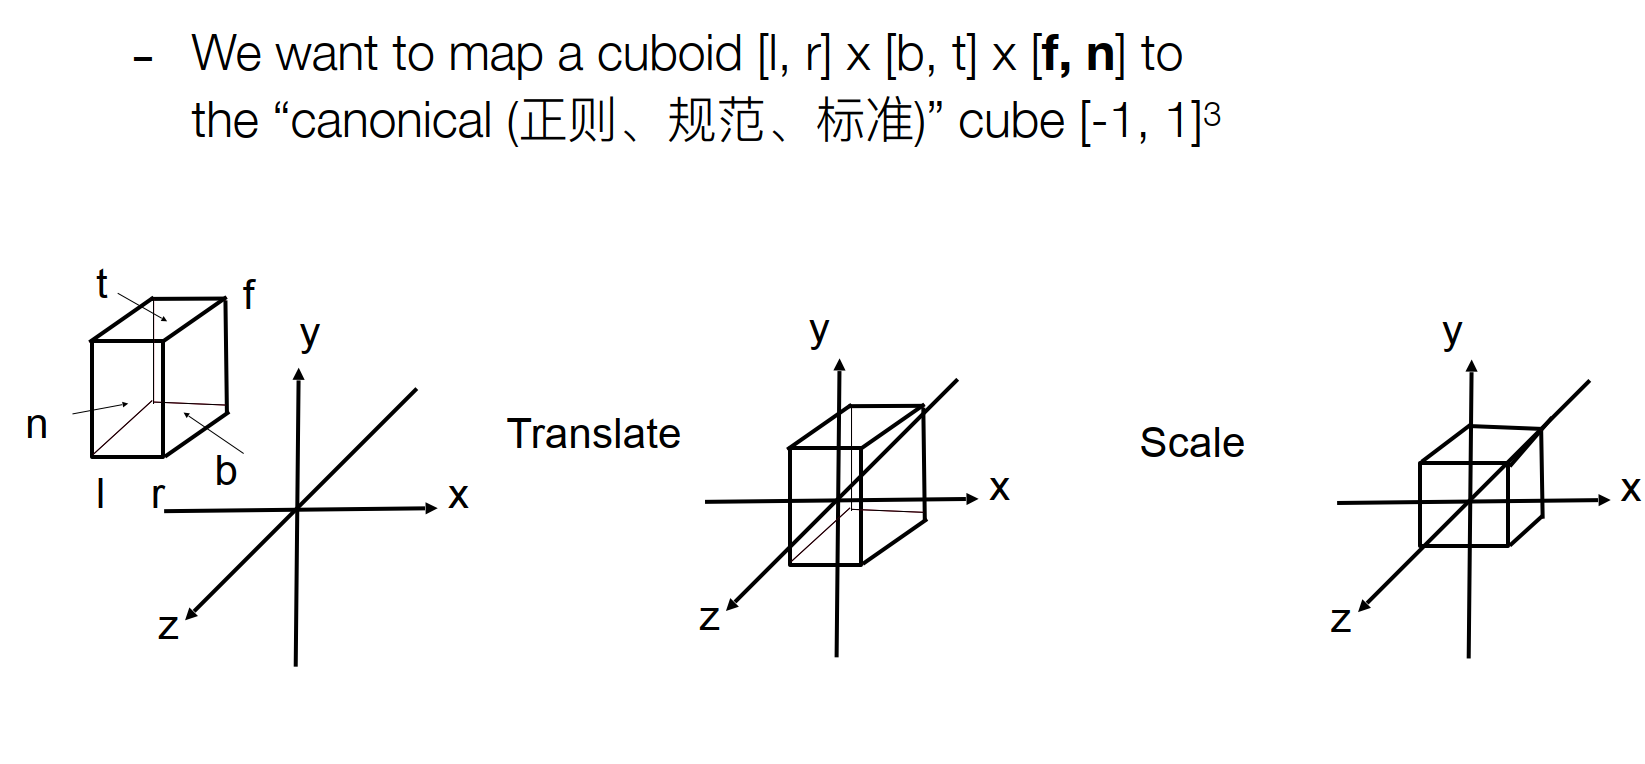 - We want to map a cuboid [l, r] x [b, t] x [f, n] to
the “canonical (正则、规范、标准)” cube [-1, 1]³
t
f
n
b
l
r
y
x
z
Translate
y
x
z
Scale
y
x
z